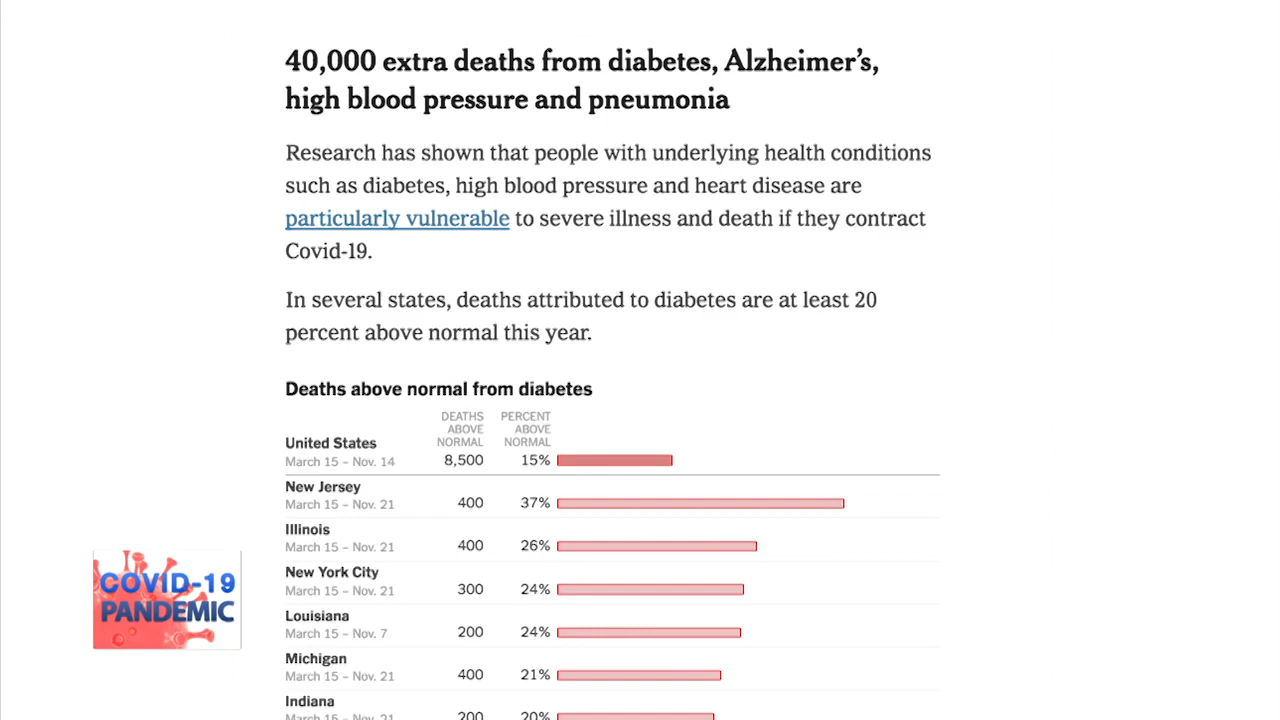 40,000 extra deaths from diabetes, Alzheimer's,
high blood pressure and pneumonia
Research has shown that people with underlying health conditions
such as diabetes, high blood pressure and heart disease are
particularly vulnerable to severe illness and death if they contract
Covid-19.
In several states, deaths attributed to diabetes are at least 20
percent above normal this year.
Deaths above normal from diabetes
DEATHS PERCENT
ABOVE ABOVE
United States NORMAL NORMAL
March 15 – Nov. 14 8,500 15%
New Jersey
March 15 – Nov. 21 400 37%
Illinois
March 15 – Nov. 21 400 26%
New York City
March 15 – Nov. 21 300 24%
Louisiana
March 15 – Nov. 7 200 24%
Michigan
March 15 – Nov. 21 400 21%
Indiana
March 15 – Nov. 21 200 20%
COVID-19
PANDEMIC